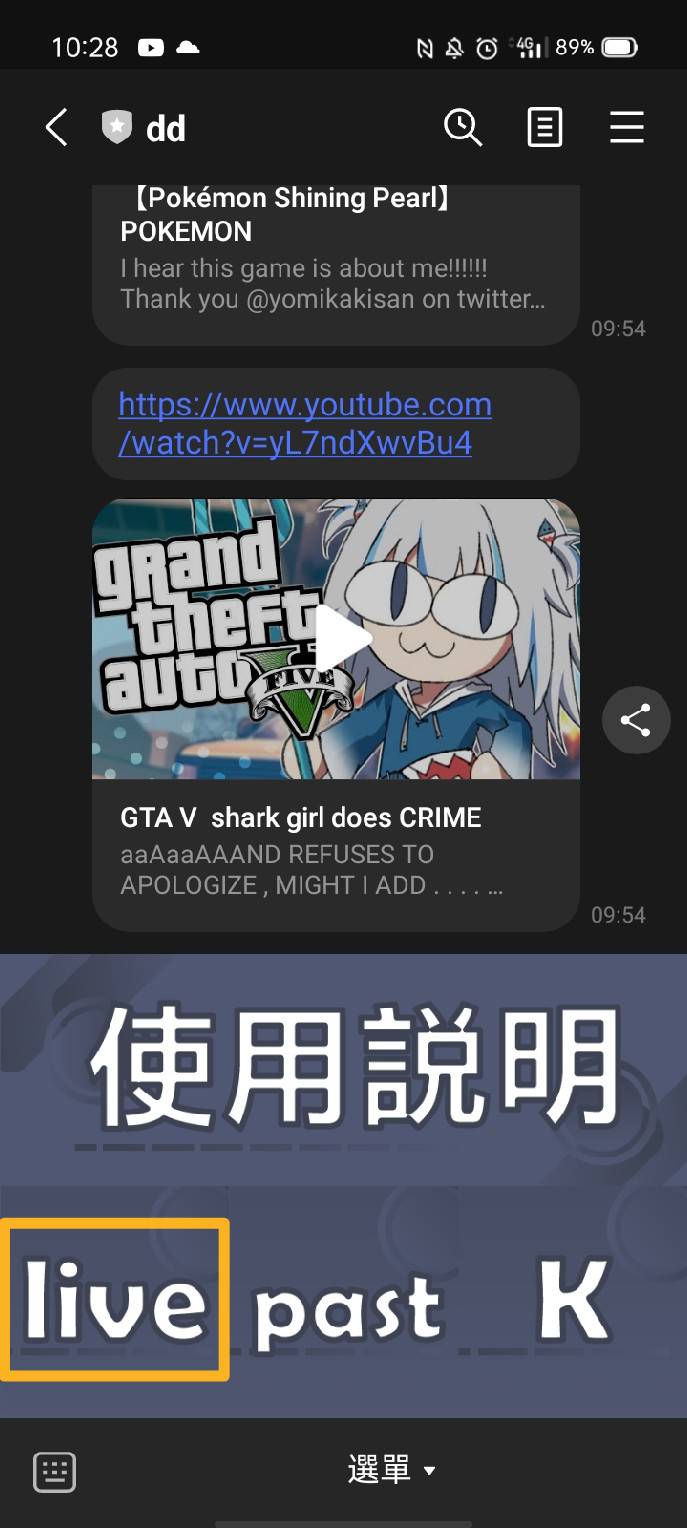 10:28
4G
89%
dd
【Pokémon Shining Pearl】
POKEMON
I hear this game is about me!!!!!!
Thank you @yomikakisan on twitter...
09:54
https://www.youtube.com
/watch?v=yL7ndXwvBu4
grand
theft
auto
V
FIVE
GTA V  shark girl does CRIME
aaAaaAAAND REFUSES TO
APOLOGIZE , MIGHT I ADD . . . . ...
09:54
使用説明
live past K
選單